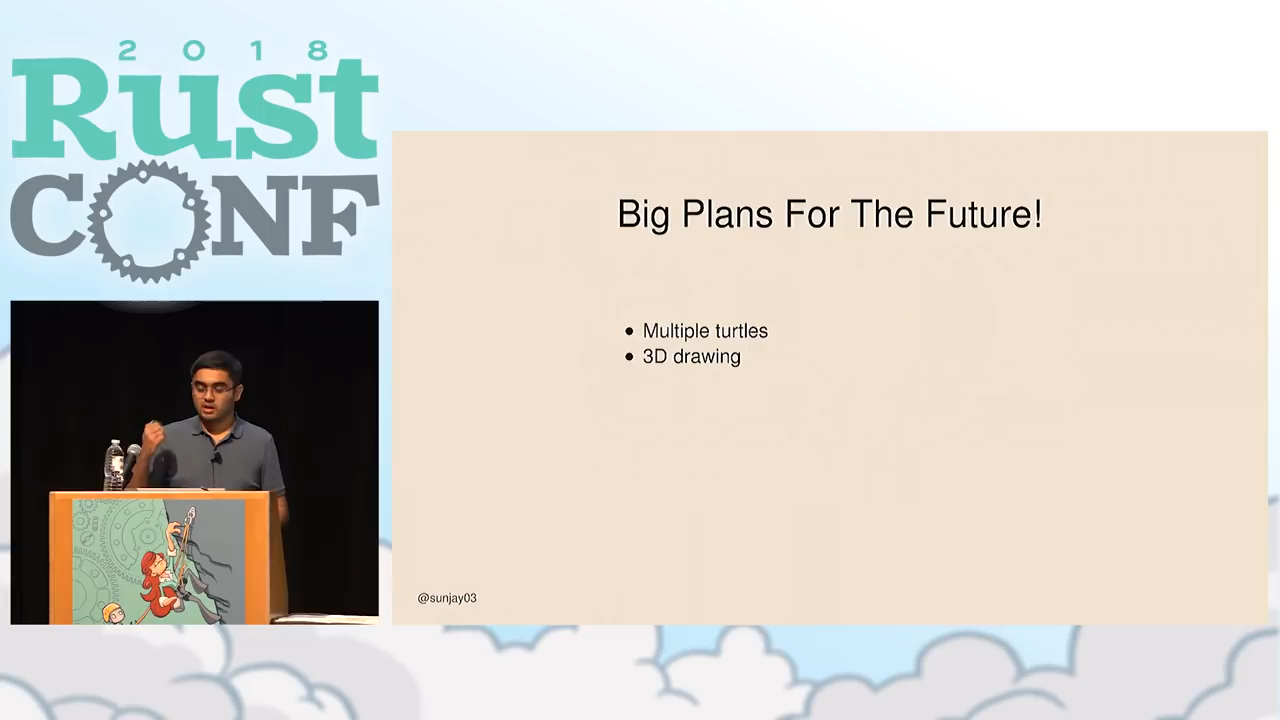 2018
Rust
CONF
Big Plans For The Future!
• Multiple turtles
• 3D drawing
@sunjay03